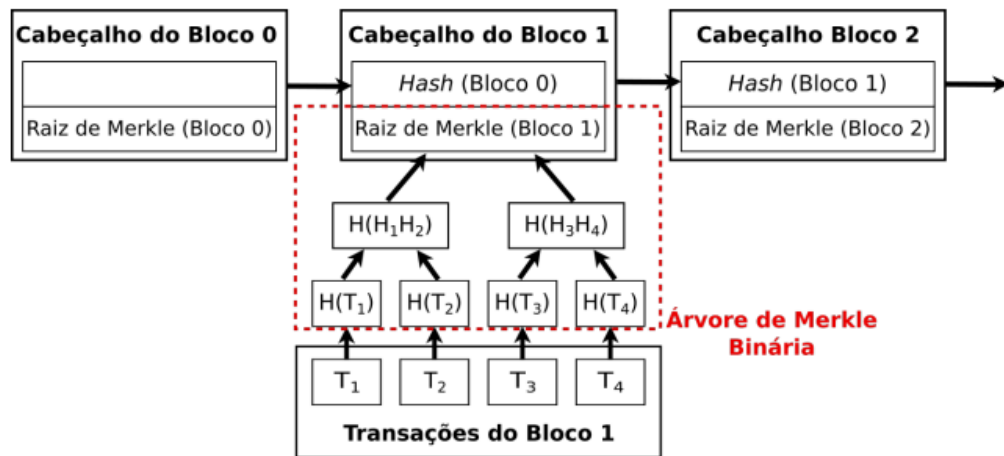 Cabeçalho do Bloco 0
Raiz de Merkle (Bloco 0)
Cabeçalho do Bloco 1
Hash (Bloco 0)
Raiz de Merkle (Bloco 1)
Cabeçalho Bloco 2
Hash (Bloco 1)
Raiz de Merkle (Bloco 2)
H(H₁H₂)
H(H₃H₄)
H(T₁)
H(T₂)
H(T₃)
H(T₄)
Árvore de Merkle
Binária
T₁
T₂
T₃
T₄
Transações do Bloco 1